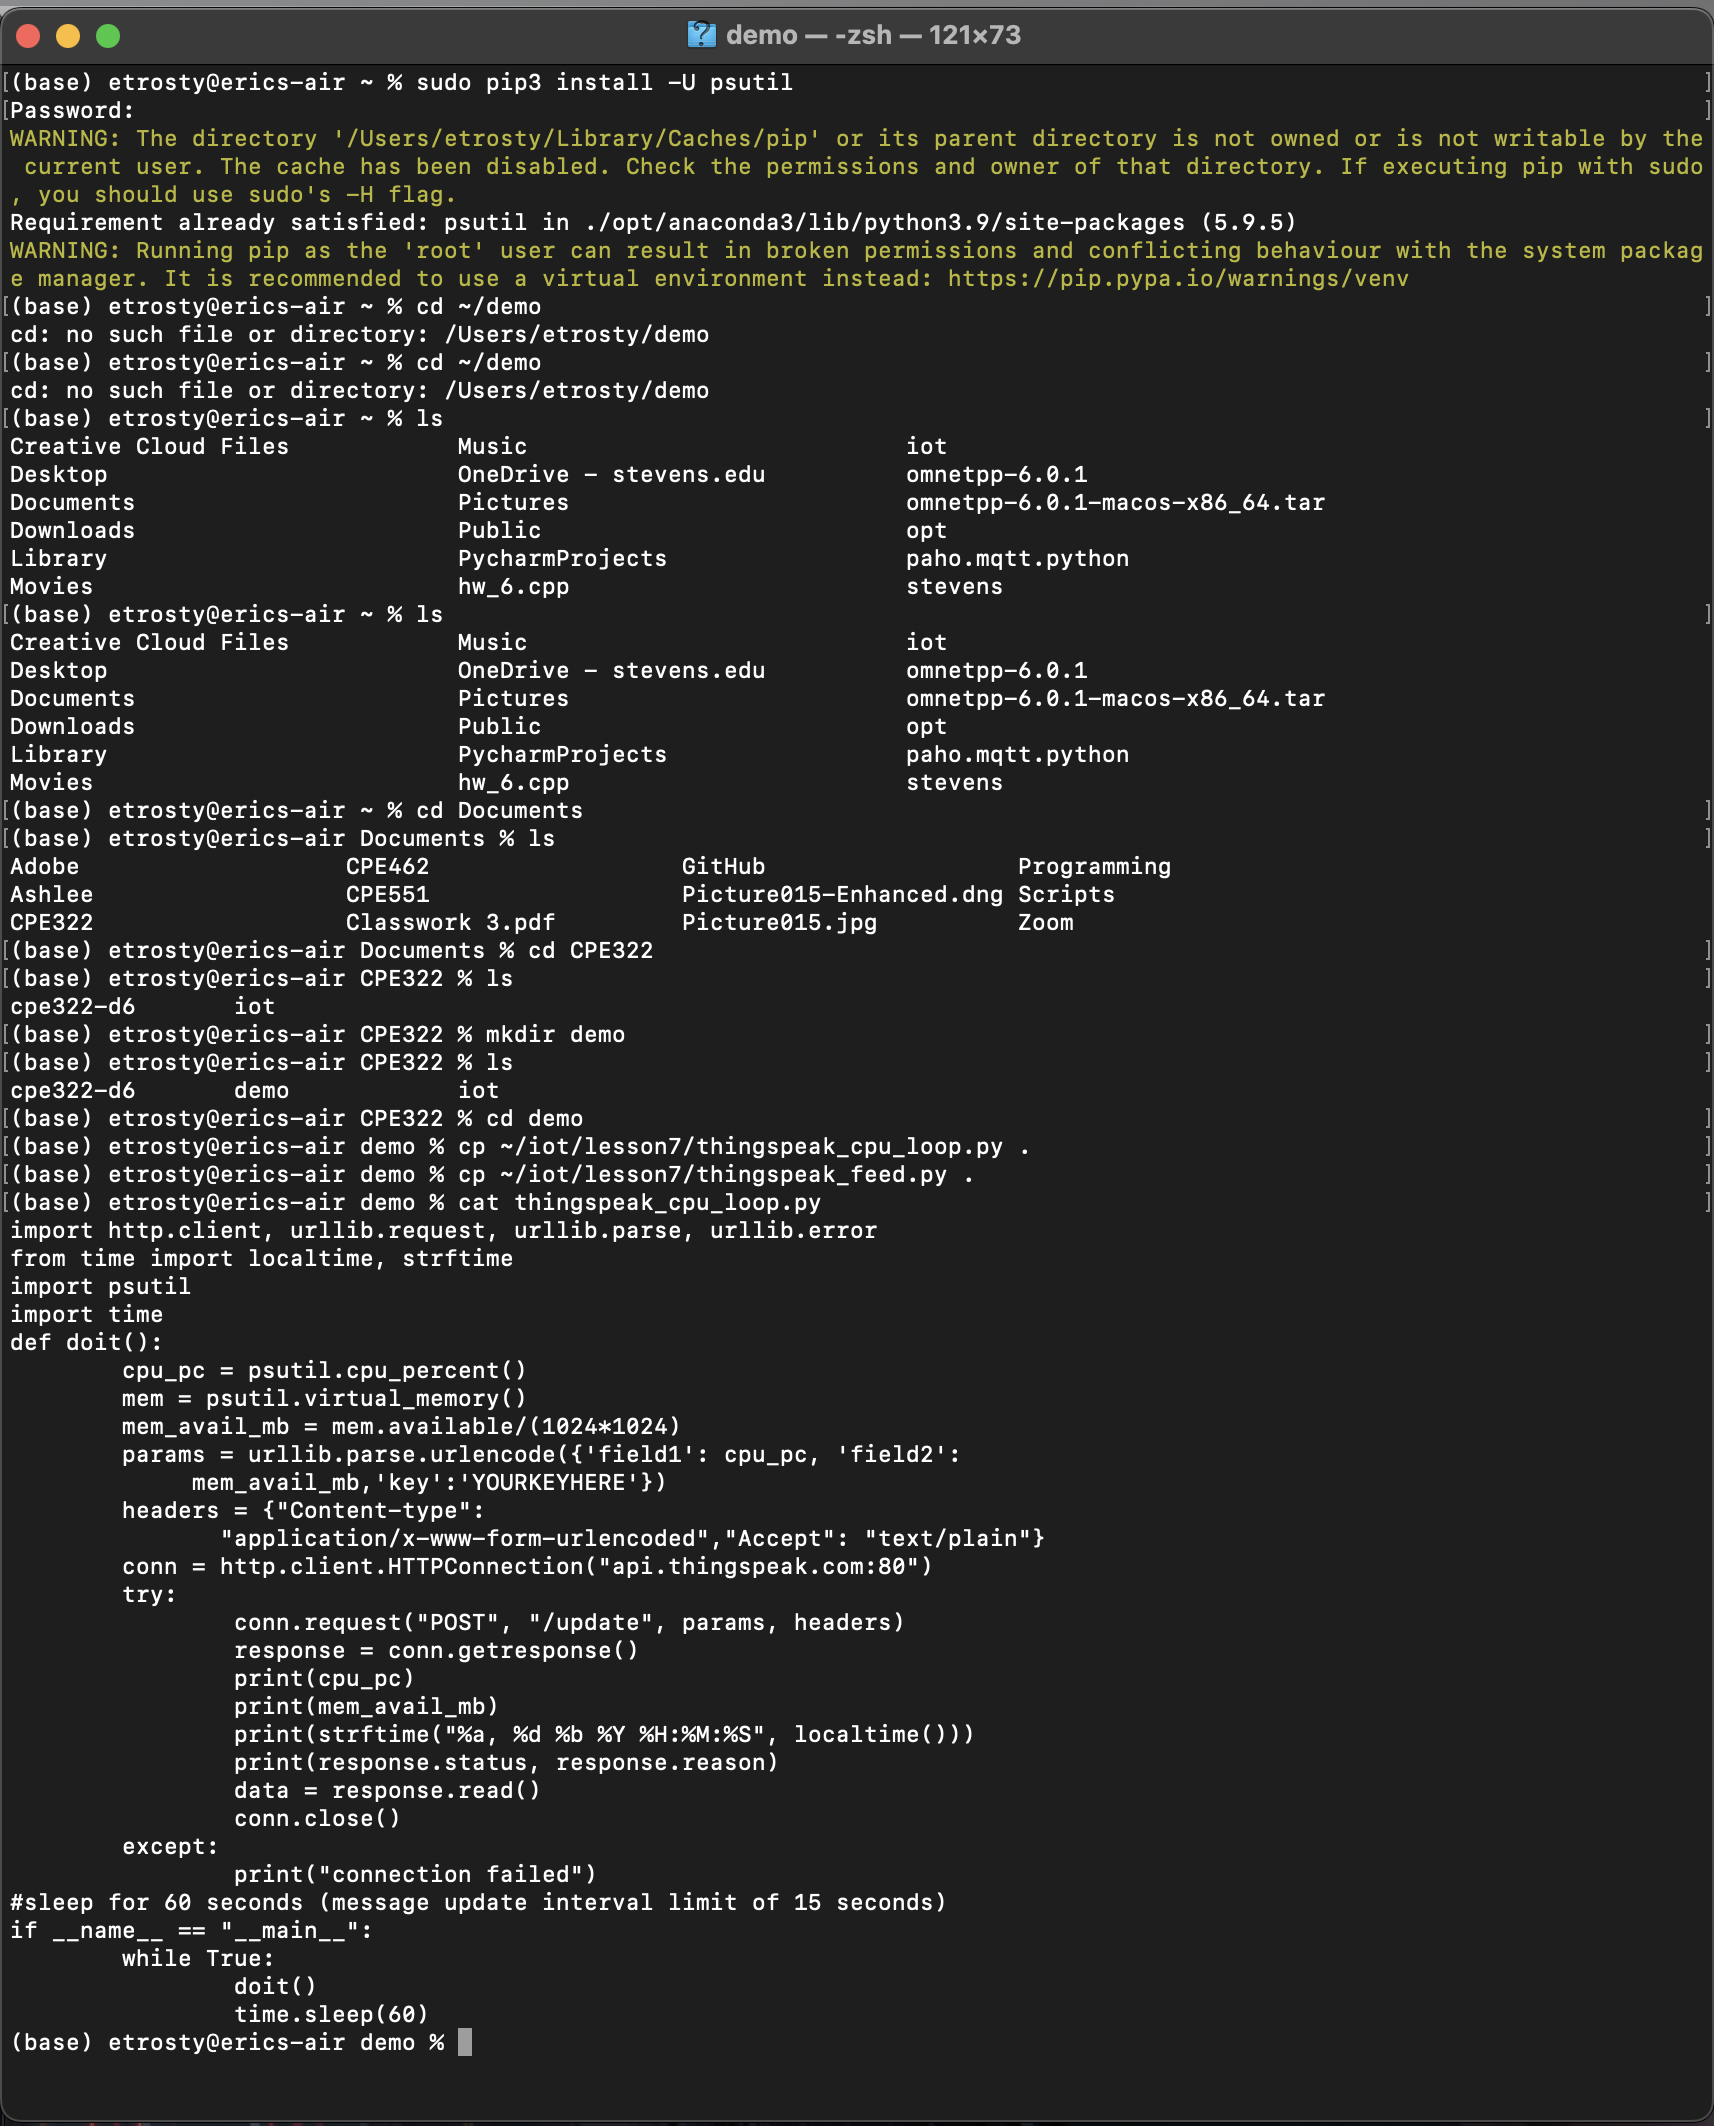 demo — -zsh — 121×73
[(base) etrosty@erics-air ~ % sudo pip3 install -U psutil ]
[Password: ]
WARNING: The directory '/Users/etrosty/Library/Caches/pip' or its parent directory is not owned or is not writable by the
 current user. The cache has been disabled. Check the permissions and owner of that directory. If executing pip with sudo
, you should use sudo's -H flag.
Requirement already satisfied: psutil in ./opt/anaconda3/lib/python3.9/site-packages (5.9.5)
WARNING: Running pip as the 'root' user can result in broken permissions and conflicting behaviour with the system packag
e manager. It is recommended to use a virtual environment instead: https://pip.pypa.io/warnings/venv
[(base) etrosty@erics-air ~ % cd ~/demo ]
cd: no such file or directory: /Users/etrosty/demo
[(base) etrosty@erics-air ~ % cd ~/demo ]
cd: no such file or directory: /Users/etrosty/demo
[(base) etrosty@erics-air ~ % ls ]
Creative Cloud Files            Music                           iot
Desktop                         OneDrive - stevens.edu          omnetpp-6.0.1
Documents                       Pictures                        omnetpp-6.0.1-macos-x86_64.tar
Downloads                       Public                          opt
Library                         PycharmProjects                 paho.mqtt.python
Movies                          hw_6.cpp                        stevens
[(base) etrosty@erics-air ~ % ls ]
Creative Cloud Files            Music                           iot
Desktop                         OneDrive - stevens.edu          omnetpp-6.0.1
Documents                       Pictures                        omnetpp-6.0.1-macos-x86_64.tar
Downloads                       Public                          opt
Library                         PycharmProjects                 paho.mqtt.python
Movies                          hw_6.cpp                        stevens
[(base) etrosty@erics-air ~ % cd Documents ]
[(base) etrosty@erics-air Documents % ls ]
Adobe                   CPE462                  GitHub                  Programming
Ashlee                  CPE551                  Picture015-Enhanced.dng Scripts
CPE322                  Classwork 3.pdf         Picture015.jpg          Zoom
[(base) etrosty@erics-air Documents % cd CPE322 ]
[(base) etrosty@erics-air CPE322 % ls ]
cpe322-d6       iot
[(base) etrosty@erics-air CPE322 % mkdir demo ]
[(base) etrosty@erics-air CPE322 % ls ]
cpe322-d6       demo            iot
[(base) etrosty@erics-air CPE322 % cd demo ]
[(base) etrosty@erics-air demo % cp ~/iot/lesson7/thingspeak_cpu_loop.py . ]
[(base) etrosty@erics-air demo % cp ~/iot/lesson7/thingspeak_feed.py . ]
[(base) etrosty@erics-air demo % cat thingspeak_cpu_loop.py ]
import http.client, urllib.request, urllib.parse, urllib.error
from time import localtime, strftime
import psutil
import time
def doit():
        cpu_pc = psutil.cpu_percent()
        mem = psutil.virtual_memory()
        mem_avail_mb = mem.available/(1024*1024)
        params = urllib.parse.urlencode({'field1': cpu_pc, 'field2':
             mem_avail_mb,'key':'YOURKEYHERE'})
        headers = {"Content-type":
               "application/x-www-form-urlencoded","Accept": "text/plain"}
        conn = http.client.HTTPConnection("api.thingspeak.com:80")
        try:
                conn.request("POST", "/update", params, headers)
                response = conn.getresponse()
                print(cpu_pc)
                print(mem_avail_mb)
                print(strftime("%a, %d %b %Y %H:%M:%S", localtime()))
                print(response.status, response.reason)
                data = response.read()
                conn.close()
        except:
                print("connection failed")
#sleep for 60 seconds (message update interval limit of 15 seconds)
if __name__ == "__main__":
        while True:
                doit()
                time.sleep(60)
(base) etrosty@erics-air demo %